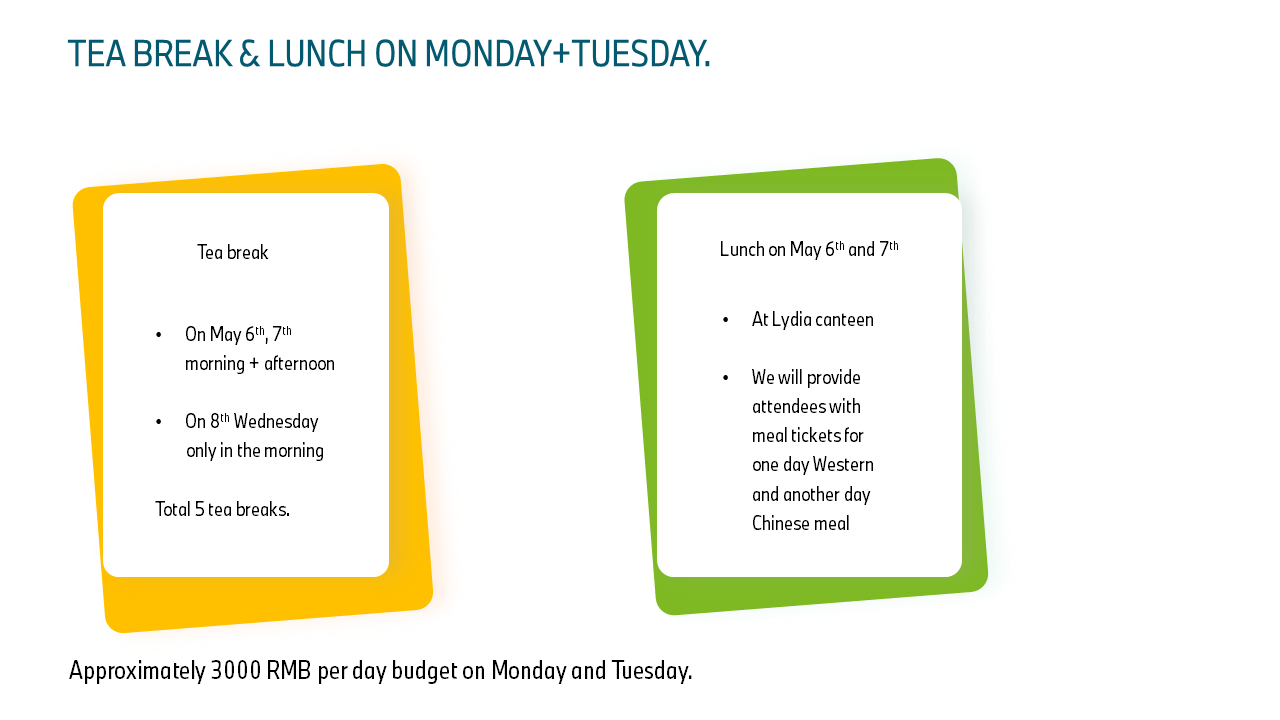 TEA BREAK & LUNCH ON MONDAY+TUESDAY.
Tea break
• On May 6th, 7th
morning + afternoon
• On 8th Wednesday
only in the morning
Total 5 tea breaks.
Lunch on May 6th and 7th
• At Lydia canteen
• We will provide
attendees with
meal tickets for
one day Western
and another day
Chinese meal
Approximately 3000 RMB per day budget on Monday and Tuesday.